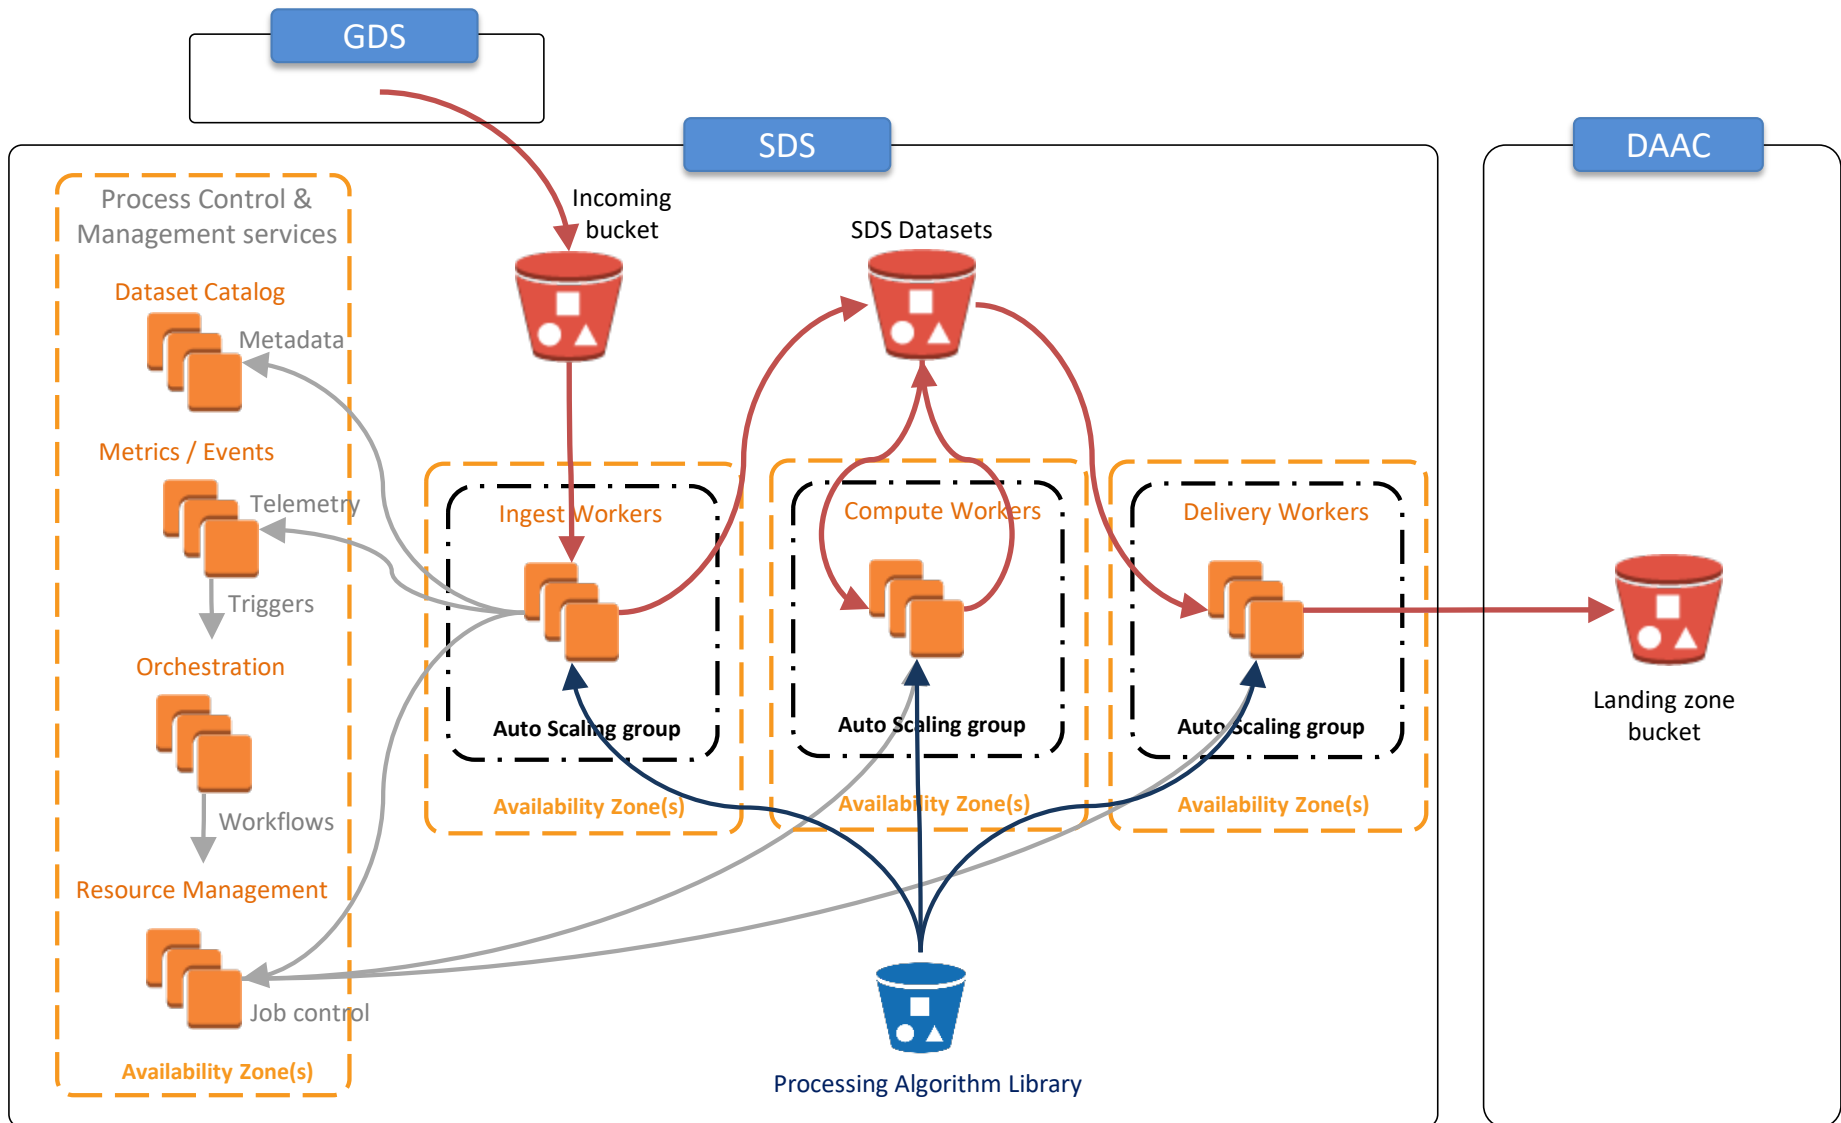 GDS
SDS
DAAC
Process Control &
Management services
Dataset Catalog
Metadata
Metrics / Events
Telemetry
Triggers
Orchestration
Workflows
Resource Management
Job control
Availability Zone(s)
Incoming
bucket
SDS Datasets
Ingest Workers
Auto Scaling group
Availability Zone(s)
Compute Workers
Auto Scaling group
Availability Zone(s)
Delivery Workers
Auto Scaling group
Availability Zone(s)
Processing Algorithm Library
Landing zone
bucket